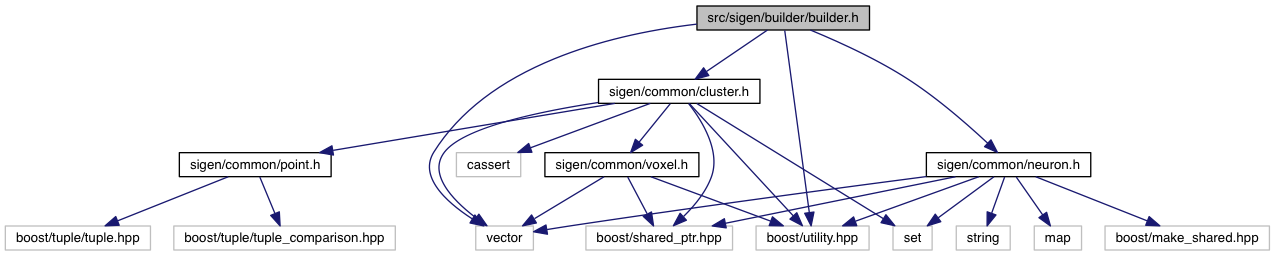 src/sigen/builder/builder.h
sigen/common/cluster.h
sigen/common/point.h
cassert
sigen/common/voxel.h
sigen/common/neuron.h
boost/tuple/tuple.hpp
boost/tuple/tuple_comparison.hpp
vector
boost/shared_ptr.hpp
boost/utility.hpp
set
string
map
boost/make_shared.hpp